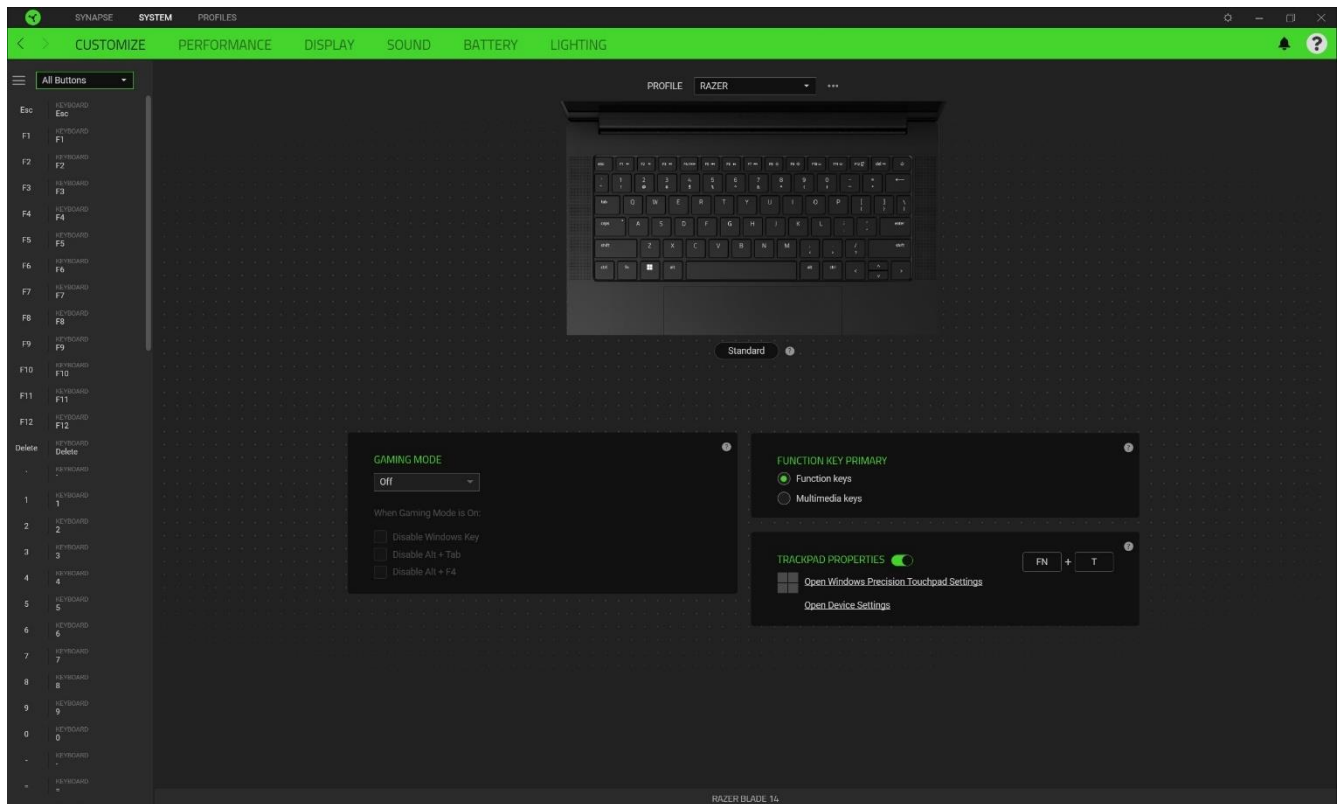 SYNAPSE SYSTEM PROFILES
CUSTOMIZE PERFORMANCE DISPLAY SOUND BATTERY LIGHTING
All Buttons
PROFILE RAZER
Esc KEYBOARD
Esc
F1 KEYBOARD
F1
F2 KEYBOARD
F2
F3 KEYBOARD
F3
F4 KEYBOARD
F4
F5 KEYBOARD
F5
F6 KEYBOARD
F6
F7 KEYBOARD
F7
F8 KEYBOARD
F8
F9 KEYBOARD
F9
F10 KEYBOARD
F10
F11 KEYBOARD
F11
F12 KEYBOARD
F12
Delete KEYBOARD
Delete
KEYBOARD
1 KEYBOARD
1
2 KEYBOARD
2
3 KEYBOARD
3
4 KEYBOARD
4
5 KEYBOARD
5
6 KEYBOARD
6
7 KEYBOARD
7
8 KEYBOARD
8
9 KEYBOARD
9
0 KEYBOARD
0
- KEYBOARD
-
= KEYBOARD
=
Q W E R T Y U I O P
A S D F G H J K L
Z X C V B N M
Standard
GAMING MODE
Off
When Gaming Mode is On:
Disable Windows Key
Disable Alt + Tab
Disable Alt + F4
FUNCTION KEY PRIMARY
Function keys
Multimedia keys
TRACKPAD PROPERTIES FN + T
Open Windows Precision Touchpad Settings
Open Device Settings
RAZER BLADE 14